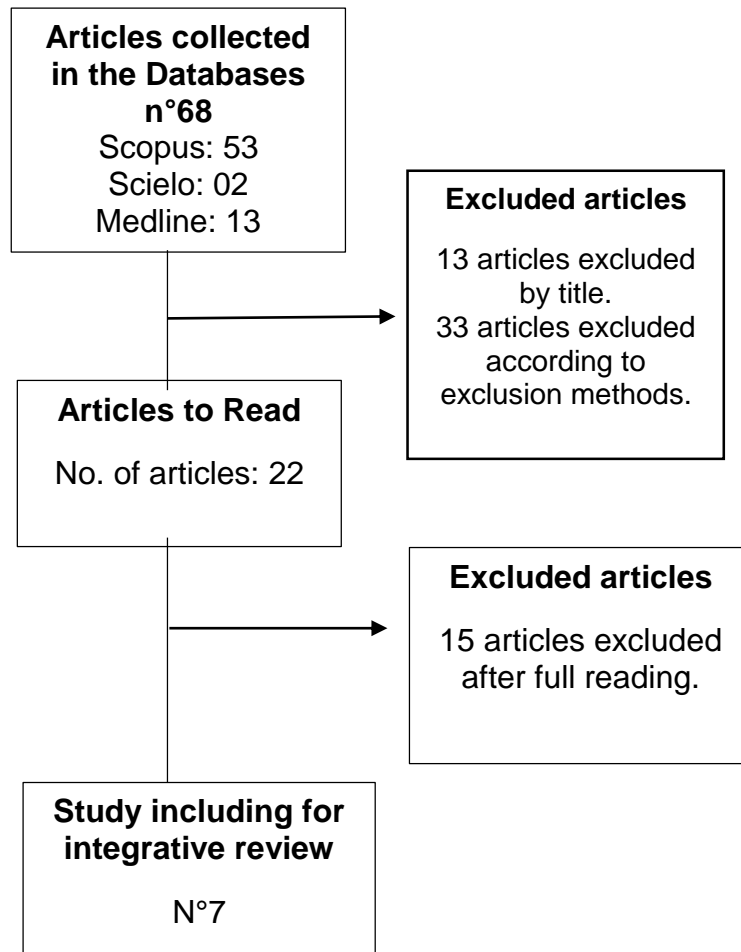 Articles collected
in the Databases
n°68
Scopus: 53
Scielo: 02
Medline: 13
Excluded articles
13 articles excluded
by title.
33 articles excluded
according to
exclusion methods.
Articles to Read
No. of articles: 22
Excluded articles
15 articles excluded
after full reading.
Study including for
integrative review
N°7